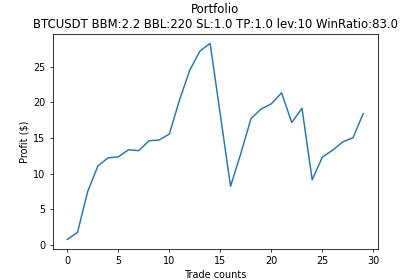 Portfolio
BTCUSDT BBM:2.2 BBL:220 SL:1.0 TP:1.0 lev:10 WinRatio:83.0
25
20
15
10
5
0
Profit ($)
0 5 10 15 20 25 30
Trade counts